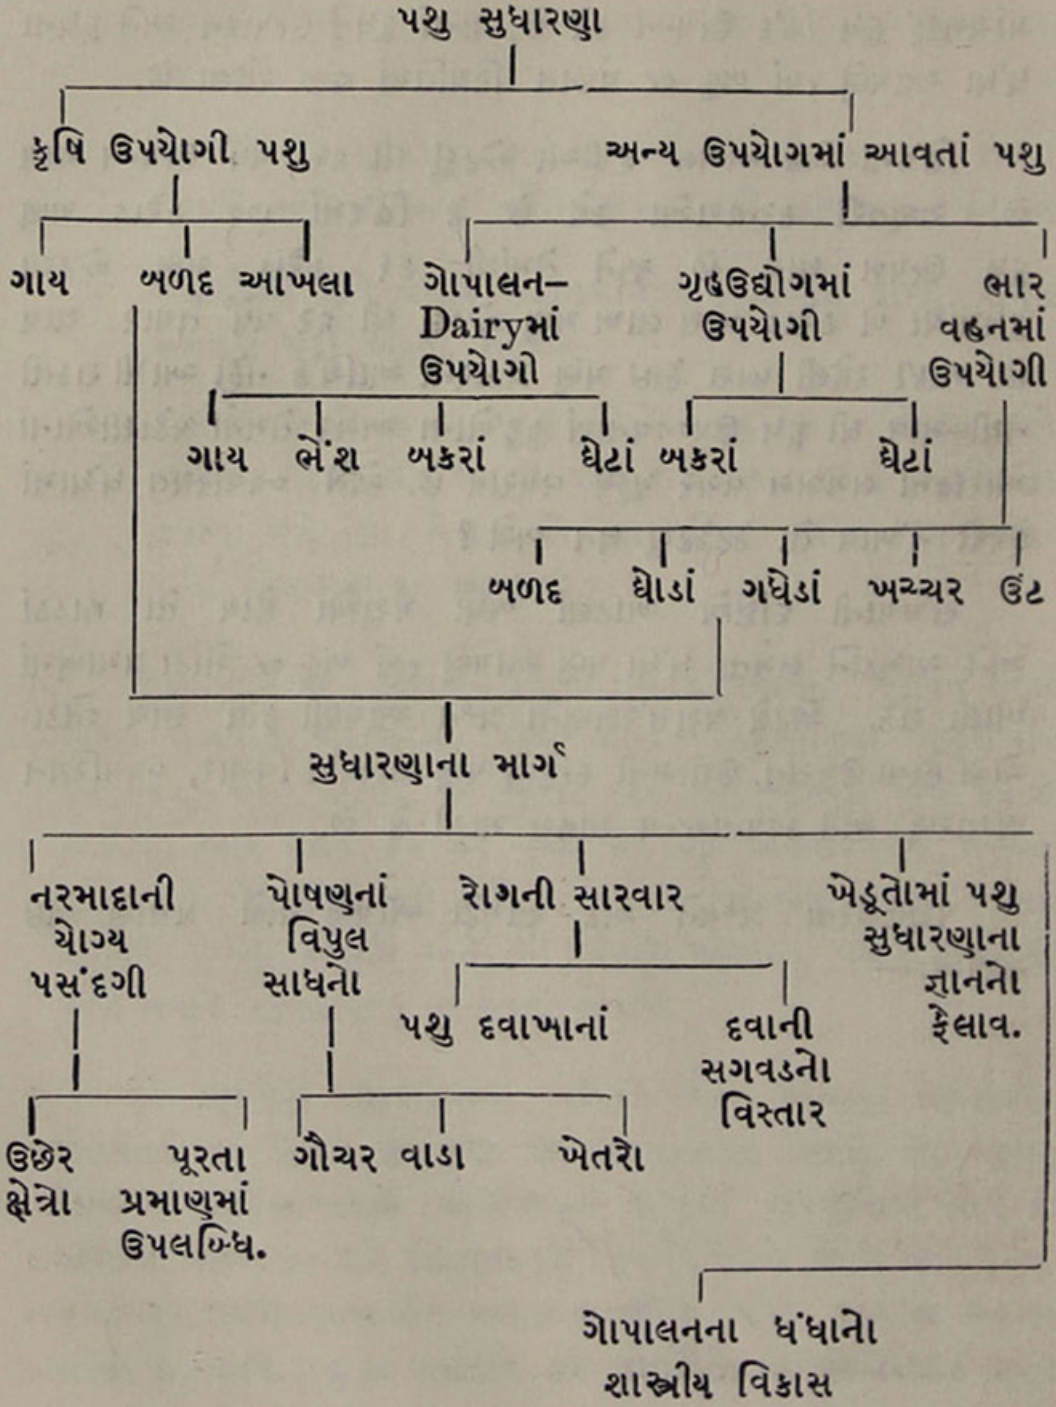 પશુ સુધારણા
કૃષિ ઉપયોગી પશુ
અન્ય ઉપયોગમાં આવતાં પશુ
ગાય
બળદ
આખલા
ગોપાલન–
Dairyમાં
ઉપયોગી
ગૃહઉદ્યોગમાં
ઉપયોગી
ભાર
વહનમાં
ઉપયોગી
ગાય
ભેંશ
બકરાં
ઘેટાં
બકરાં
ઘેટાં
બળદ
ઘોડાં
ગધેડાં
ખચ્ચર
ઉંટ
સુધારણાના માર્ગ
નરમાદાની
યોગ્ય
પસંદગી
પોષણનાં
વિપુલ
સાધનો
રોગની સારવાર
ખેડૂતોમાં પશુ
સુધારણાના
જ્ઞાનનો
ફેલાવ.
પશુ દવાખાનાં
દવાની
સગવડનો
વિસ્તાર
ઉછેર
ક્ષેત્રો
પૂરતા
પ્રમાણમાં
ઉપલબ્ધિ.
ગૌચર
વાડા
ખેતરો
ગોપાલનના ધંધાનો
શાસ્ત્રીય વિકાસ